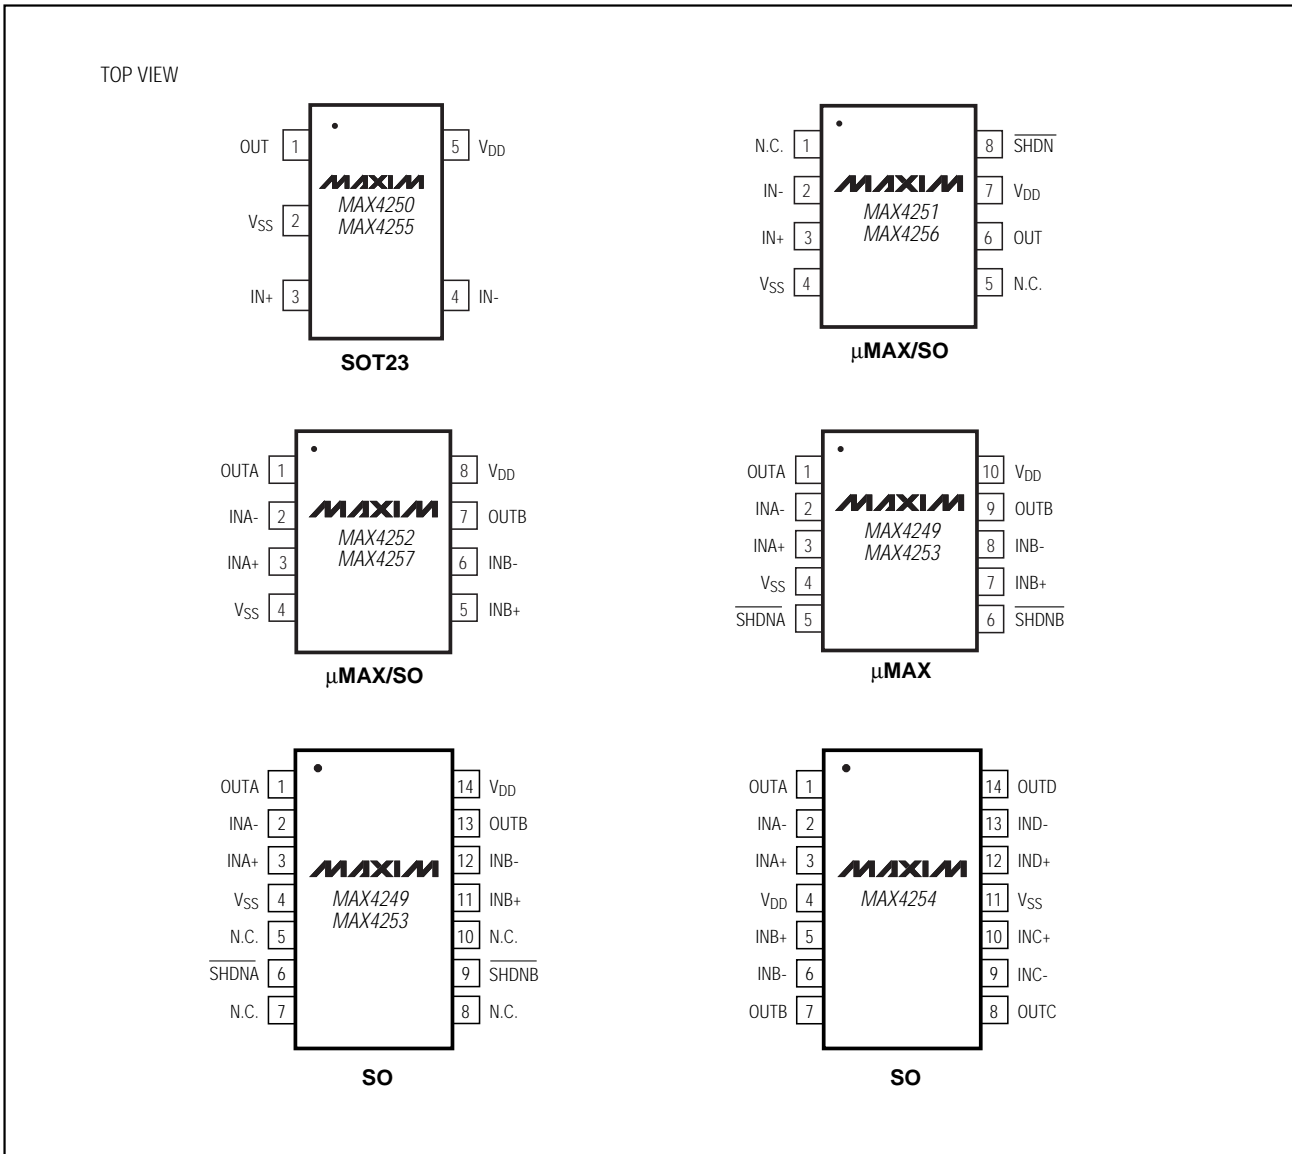 TOP VIEW
OUT 1 5 VDD
VSS 2
IN+ 3 4 IN-
MAXIM
MAX4250
MAX4255
SOT23
N.C. 1 8 SHDN
IN- 2 7 VDD
IN+ 3 6 OUT
VSS 4 5 N.C.
MAXIM
MAX4251
MAX4256
µMAX/SO
OUTA 1 8 VDD
INA- 2 7 OUTB
INA+ 3 6 INB-
VSS 4 5 INB+
MAXIM
MAX4252
MAX4257
µMAX/SO
OUTA 1 10 VDD
INA- 2 9 OUTB
INA+ 3 8 INB-
VSS 4 7 INB+
SHDNA 5 6 SHDNB
MAXIM
MAX4249
MAX4253
µMAX
OUTA 1 14 VDD
INA- 2 13 OUTB
INA+ 3 12 INB-
VSS 4 11 INB+
N.C. 5 10 N.C.
SHDNA 6 9 SHDNB
N.C. 7 8 N.C.
MAXIM
MAX4249
MAX4253
SO
OUTA 1 14 OUTD
INA- 2 13 IND-
INA+ 3 12 IND+
VDD 4 11 VSS
INB+ 5 10 INC+
INB- 6 9 INC-
OUTB 7 8 OUTC
MAXIM
MAX4254
SO